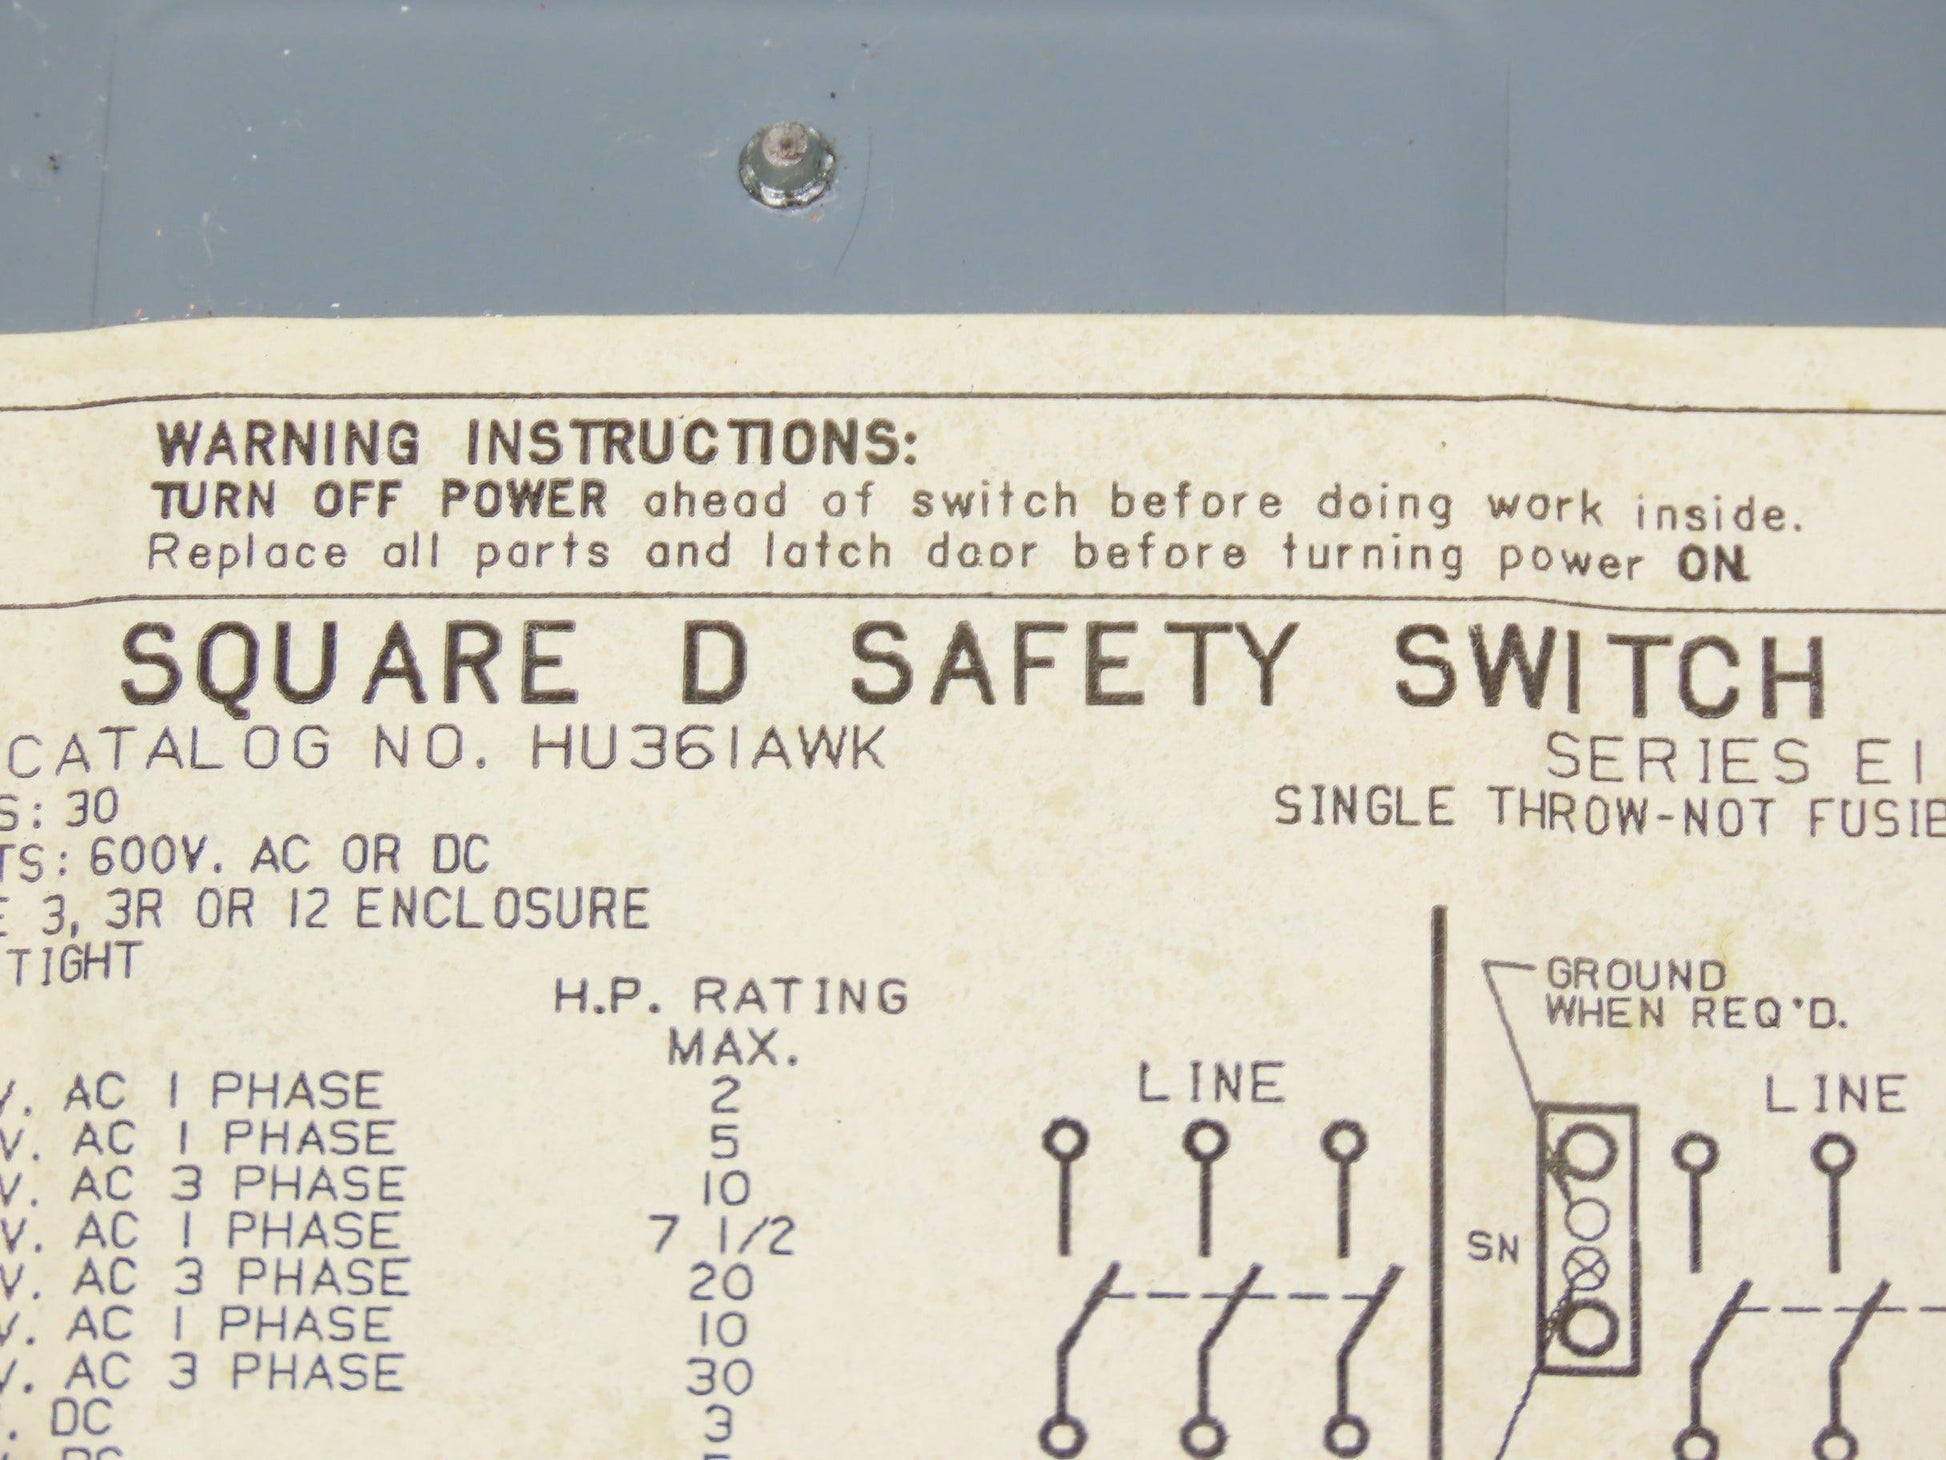 WARNING INSTRUCTIONS:
TURN OFF POWER ahead of switch before doing work inside.
Replace all parts and latch door before turning power ON.
SQUARE D SAFETY SWITCH
CATALOG NO. HU361AWK
SERIES E1
S: 30
SINGLE THROW-NOT FUSIB
TS: 600V. AC OR DC
E 3, 3R OR 12 ENCLOSURE
TIGHT
H.P. RATING
MAX.
V. AC 1 PHASE 2
V. AC 1 PHASE 5
V. AC 3 PHASE 10
V. AC 1 PHASE 7 1/2
V. AC 3 PHASE 20
V. AC 1 PHASE 10
V. AC 3 PHASE 30
. DC 3
LINE
GROUND
WHEN REQ'D.
LINE
SN